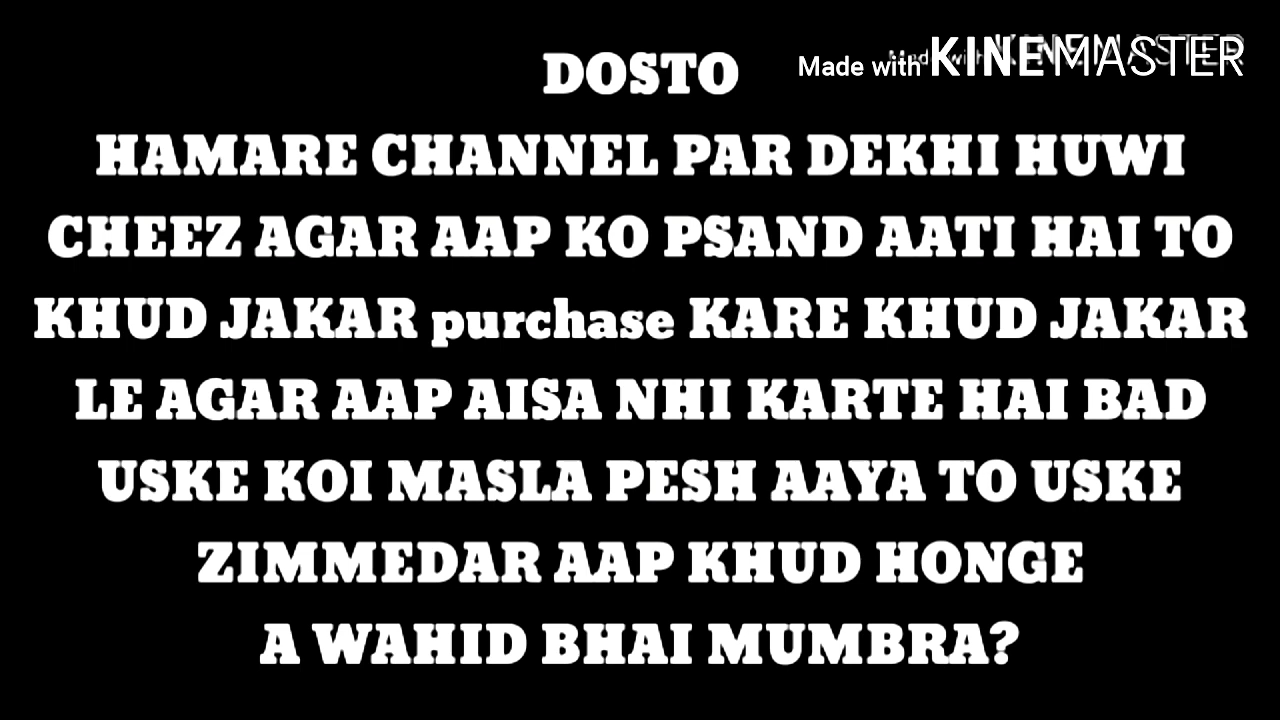 Made with KINEMASTER
DOSTO
HAMARE CHANNEL PAR DEKHI HUWI
CHEEZ AGAR AAP KO PSAND AATI HAI TO
KHUD JAKAR purchase KARE KHUD JAKAR
LE AGAR AAP AISA NHI KARTE HAI BAD
USKE KOI MASLA PESH AAYA TO USKE
ZIMMEDAR AAP KHUD HONGE
A WAHID BHAI MUMBRA?